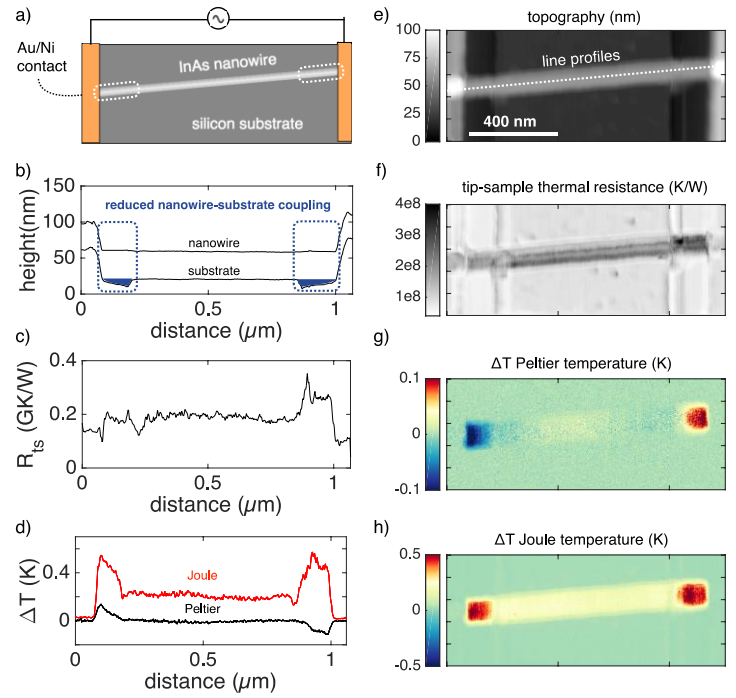 a)
Au/Ni
contact
InAs nanowire
silicon substrate
b)
reduced nanowire-substrate coupling
nanowire
substrate
height(nm)
150
100
50
0
0
0.5
1
distance (µm)
c)
R_ts (GK/W)
0.4
0.2
0
0
0.5
1
distance (µm)
d)
ΔT (K)
0.4
0
Joule
Peltier
0
0.5
1
distance (µm)
e)
topography (nm)
100
75
50
25
0
line profiles
400 nm
f)
tip-sample thermal resistance (K/W)
4e8
3e8
2e8
1e8
g)
ΔT Peltier temperature (K)
0.1
0
-0.1
h)
ΔT Joule temperature (K)
0.5
0
-0.5